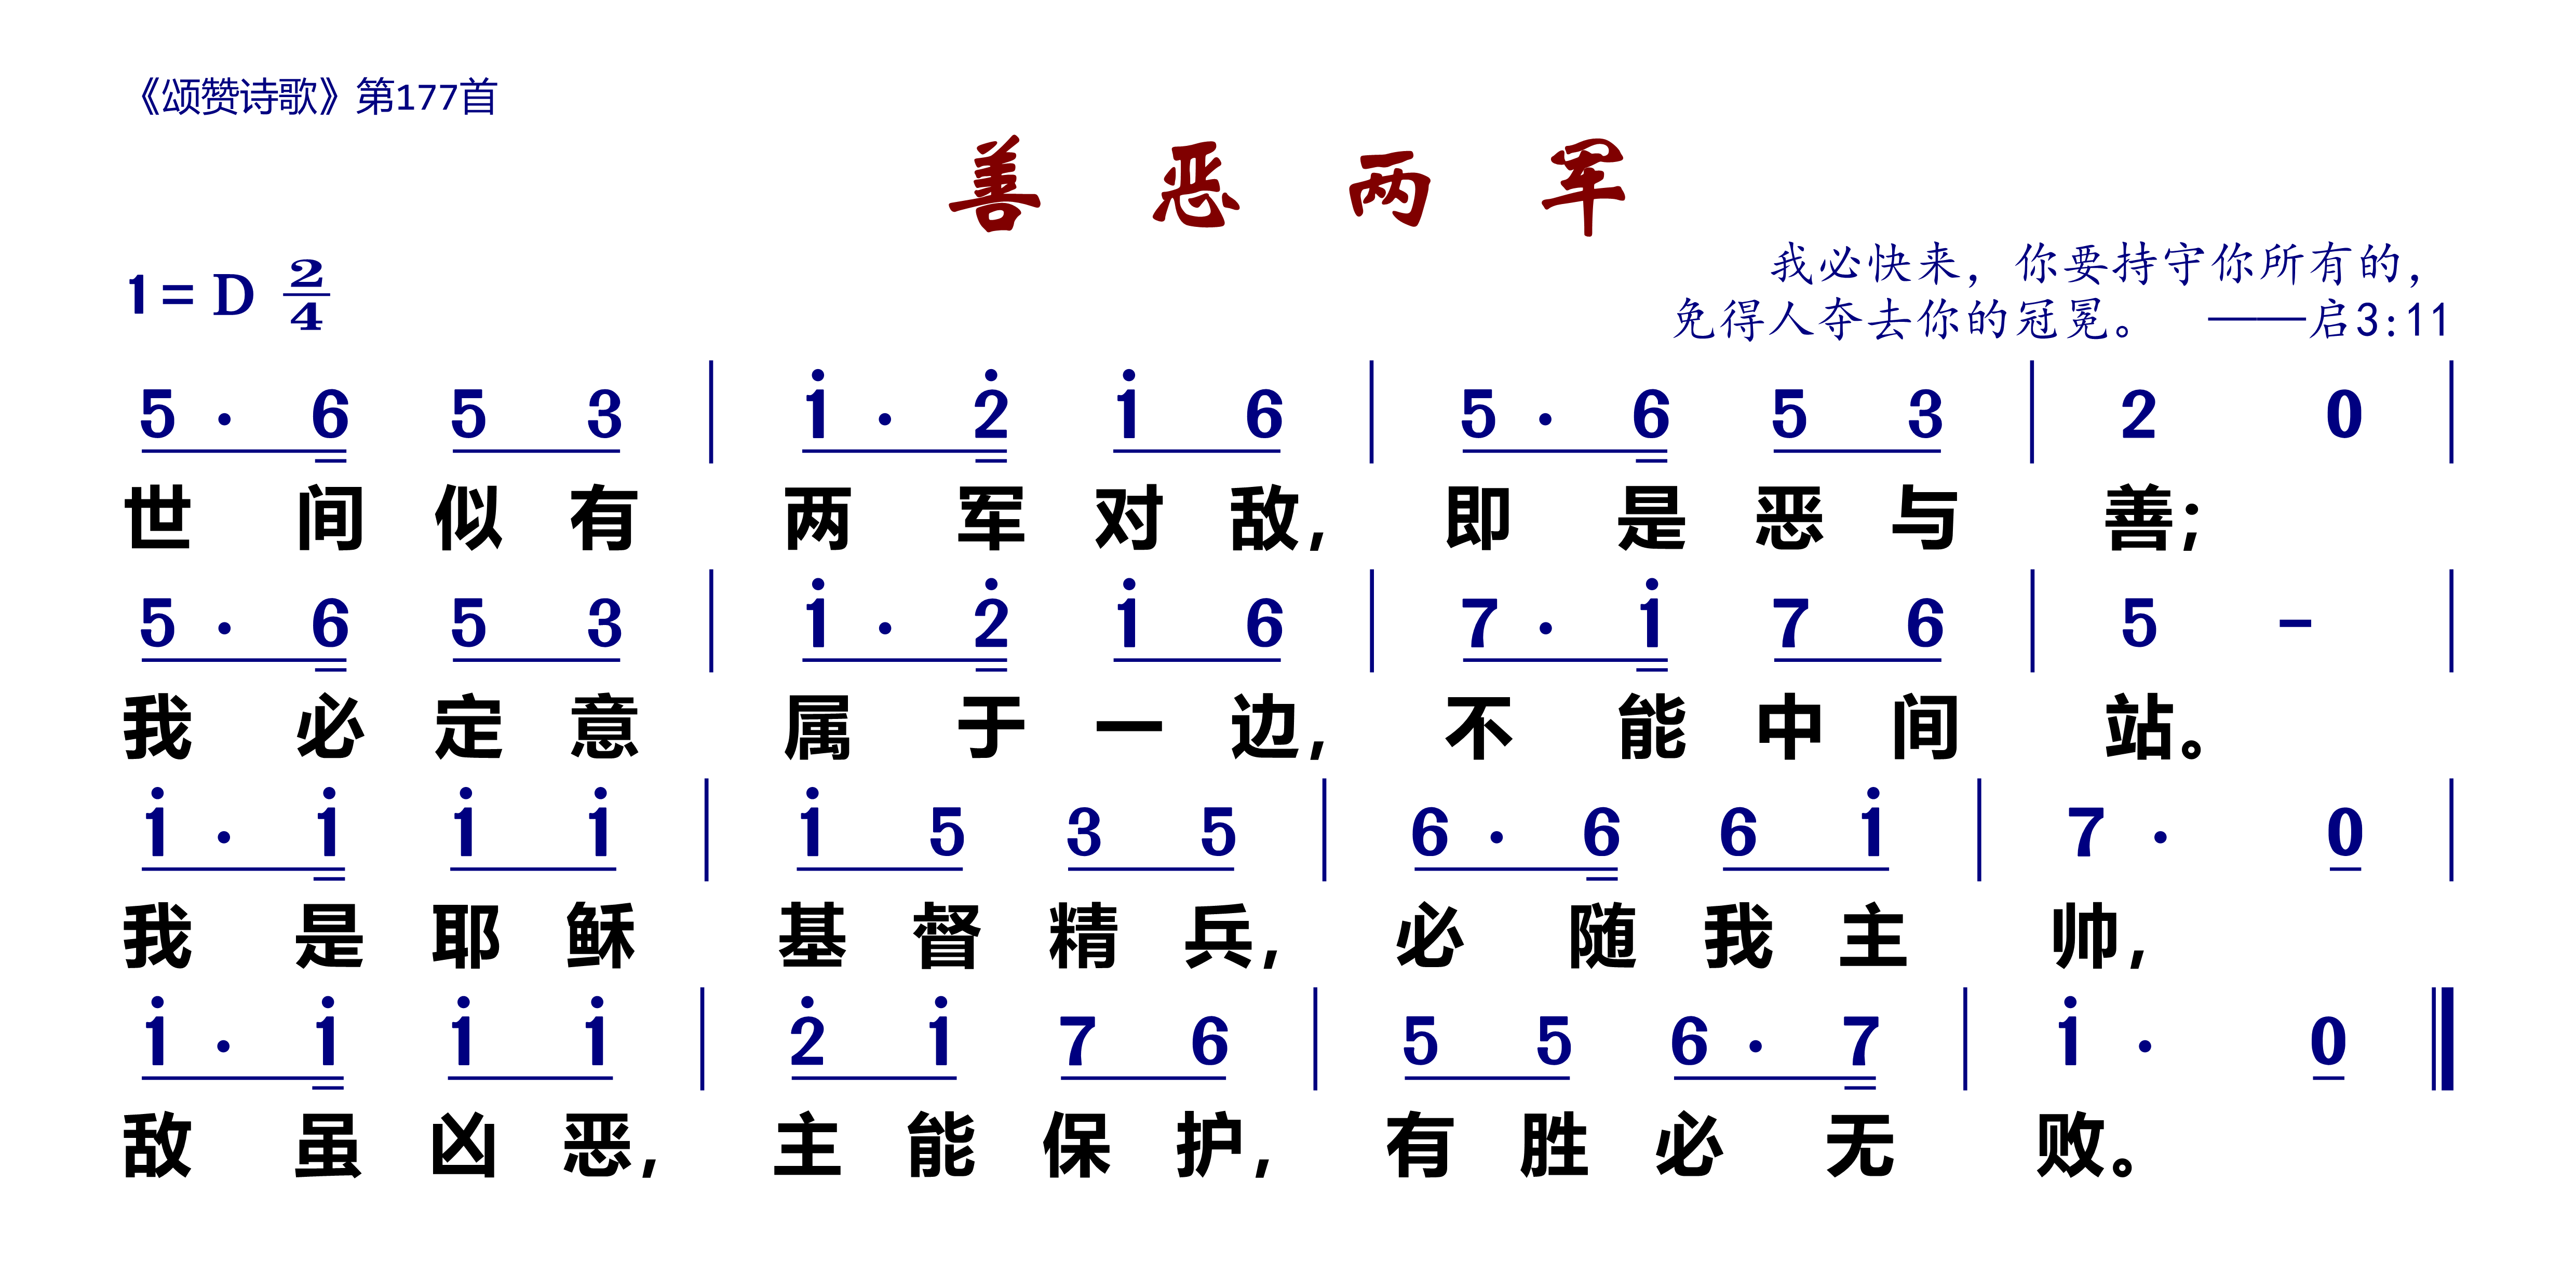 《颂赞诗歌》第177首
善 恶 两 军
1= D 2/4
我必快来，你要持守你所有的，
免得人夺去你的冠冕。 ——启3:11
5 · 6 5 3 | i · 2̇ i 6 | 5 · 6 5 3 | 2 0 |
世 间 似 有 两 军 对 敌， 即 是 恶 与 善；
5 · 6 5 3 | i · 2̇ i 6 | 7 · i 7 6 | 5 – |
我 必 定 意 属 于 一 边， 不 能 中 间 站。
i · i i i | i 5 3 5 | 6 · 6 6 i | 7 · 0 |
我 是 耶 稣 基 督 精 兵， 必 随 我 主 帅，
i · i i i | 2̇ i 7 6 | 5 5 6 · 7 | i · 0 ‖
敌 虽 凶 恶， 主 能 保 护， 有 胜 必 无 败。